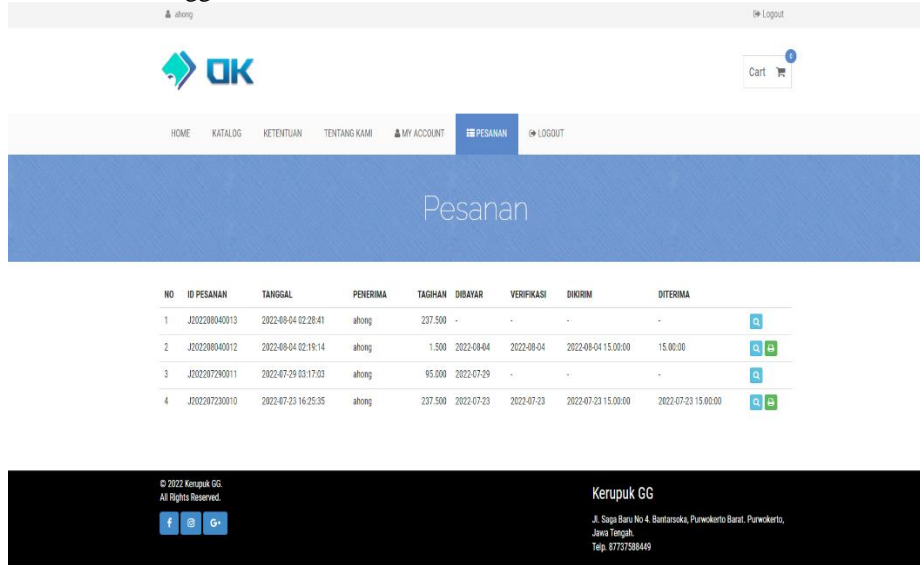 ahong Logout
OK
Cart 0
HOME KATALOG KETENTUAN TENTANG KAMI MY ACCOUNT PESANAN LOGOUT
Pesanan
NO ID PESANAN TANGGAL PENERIMA TAGIHAN DIBAYAR VERIFIKASI DIKIRIM DITERIMA
1 J202208040013 2022-08-04 02:28:41 ahong 237.500 - - - -
2 J202208040012 2022-08-04 02:19:14 ahong 1.500 2022-08-04 2022-08-04 2022-08-04 15.00:00 15.00:00
3 J202207290011 2022-07-29 03:17:03 ahong 95.000 2022-07-29 - - -
4 J202207230010 2022-07-23 16:25:35 ahong 237.500 2022-07-23 2022-07-23 2022-07-23 15.00:00 2022-07-23 15.00:00
© 2022 Kerupuk GG.
All Rights Reserved.
f G+
Kerupuk GG
Jl. Saga Baru No 4. Bantarsoka, Purwokerto Barat. Purwokerto,
Jawa Tengah.
Telp. 87737588449